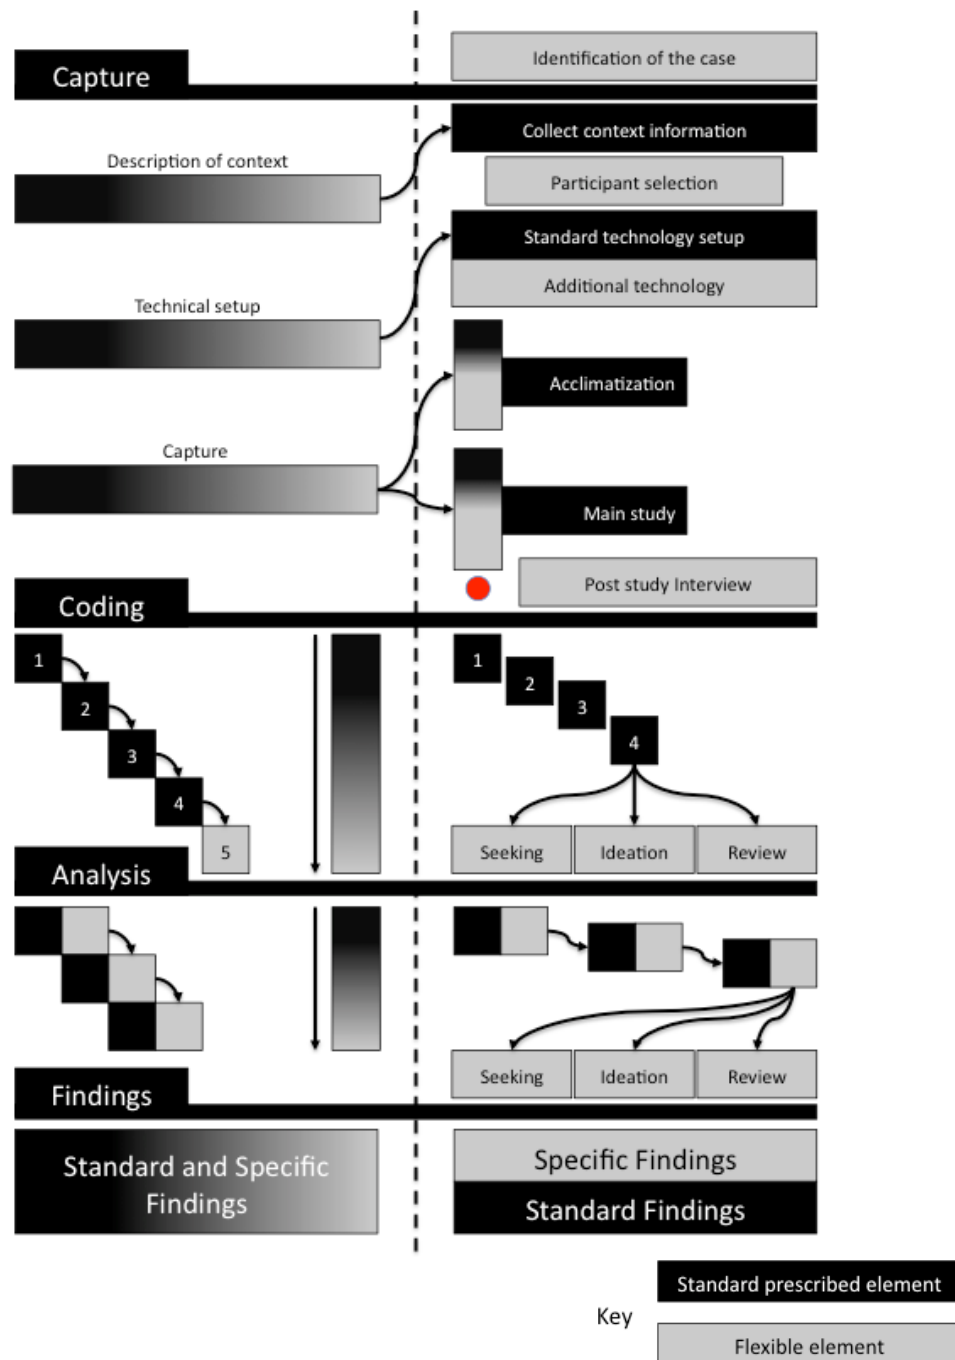 Identification of the case
Capture
Collect context information
Description of context
Participant selection
Standard technology setup
Additional technology
Technical setup
Acclimatization
Capture
Main study
Post study Interview
Coding
1
2
3
4
5
1
2
3
4
Seeking
Ideation
Review
Analysis
Seeking
Ideation
Review
Findings
Standard and Specific
Findings
Specific Findings
Standard Findings
Key
Standard prescribed element
Flexible element